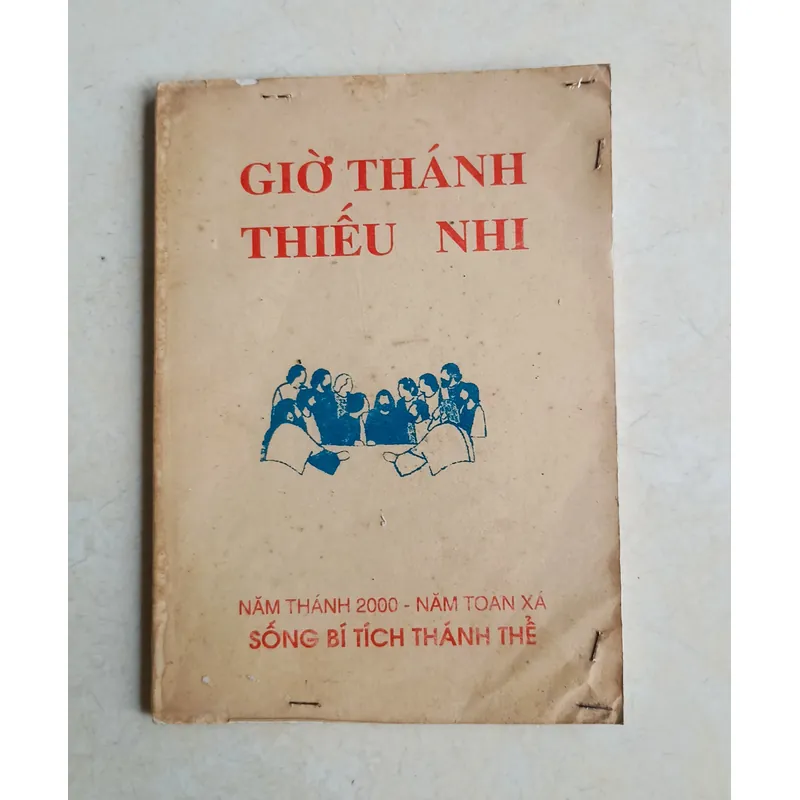 GIỜ THÁNH
THIẾU NHI
NĂM THÁNH 2000 - NĂM TOÀN XÁ
SỐNG BÍ TÍCH THÁNH THỂ